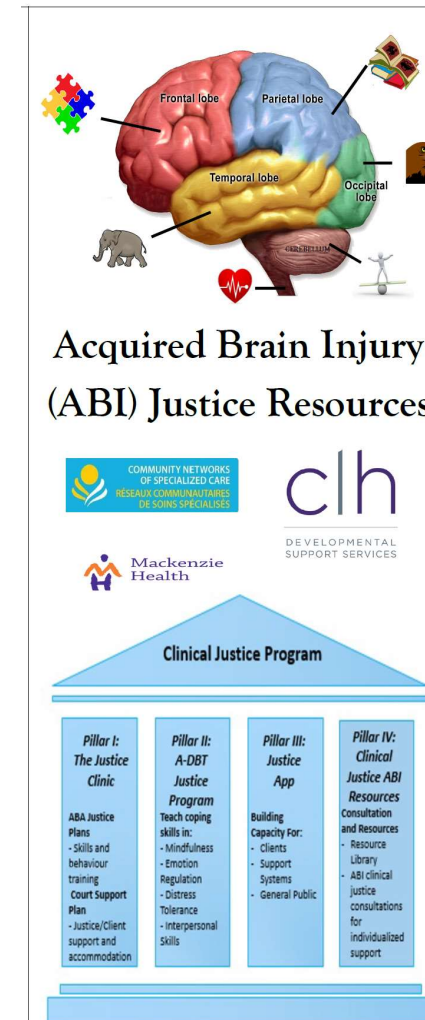 Frontal lobe
Parietal lobe
Temporal lobe
Occipital
lobe
CEREBELLUM
Acquired Brain Injury
(ABI) Justice Resources
COMMUNITY NETWORKS
OF SPECIALIZED CARE
RÉSEAUX COMMUNAUTAIRES
DE SOINS SPÉCIALISÉS
clh
DEVELOPMENTAL
SUPPORT SERVICES
Mackenzie
Health
Clinical Justice Program
Pillar I:
The Justice
Clinic
ABA Justice
Plans
- Skills and
behaviour
training
Court Support
Plan
- Justice/Client
support and
accommodation
Pillar II:
A-DBT
Justice
Program
Teach coping
skills in:
- Mindfulness
- Emotion
Regulation
- Distress
Tolerance
- Interpersonal
Skills
Pillar III:
Justice
App
Building
Capacity For:
- Clients
- Support
Systems
- General Public
Pillar IV:
Clinical
Justice ABI
Resources
Consultation
and Resources
- Resource
Library
- ABI clinical
justice
consultations
for
individualized
support